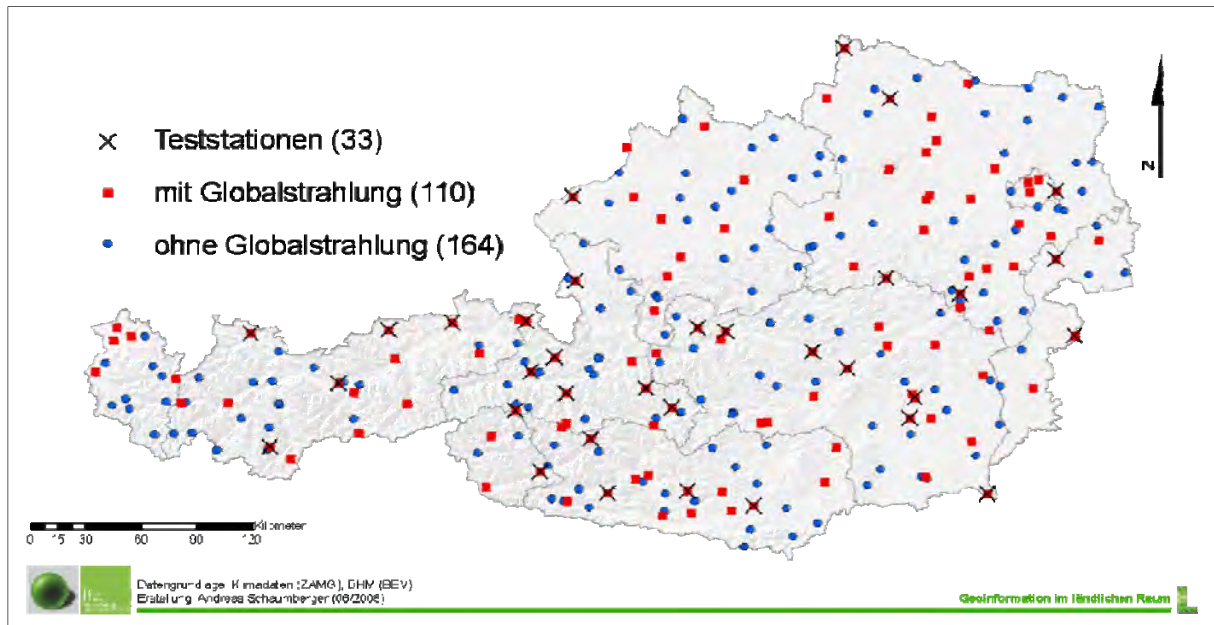 Teststationen (33)
mit Globalstrahlung (110)
ohne Globalstrahlung (164)
N
Kilometer
0 15 30 60 90 120
Datengrundlage: Klimadaten (ZAMG), DHM (BEV)
Erstellung: Andreas Schaumberger (06/2006)
Geoinformation im ländlichen Raum